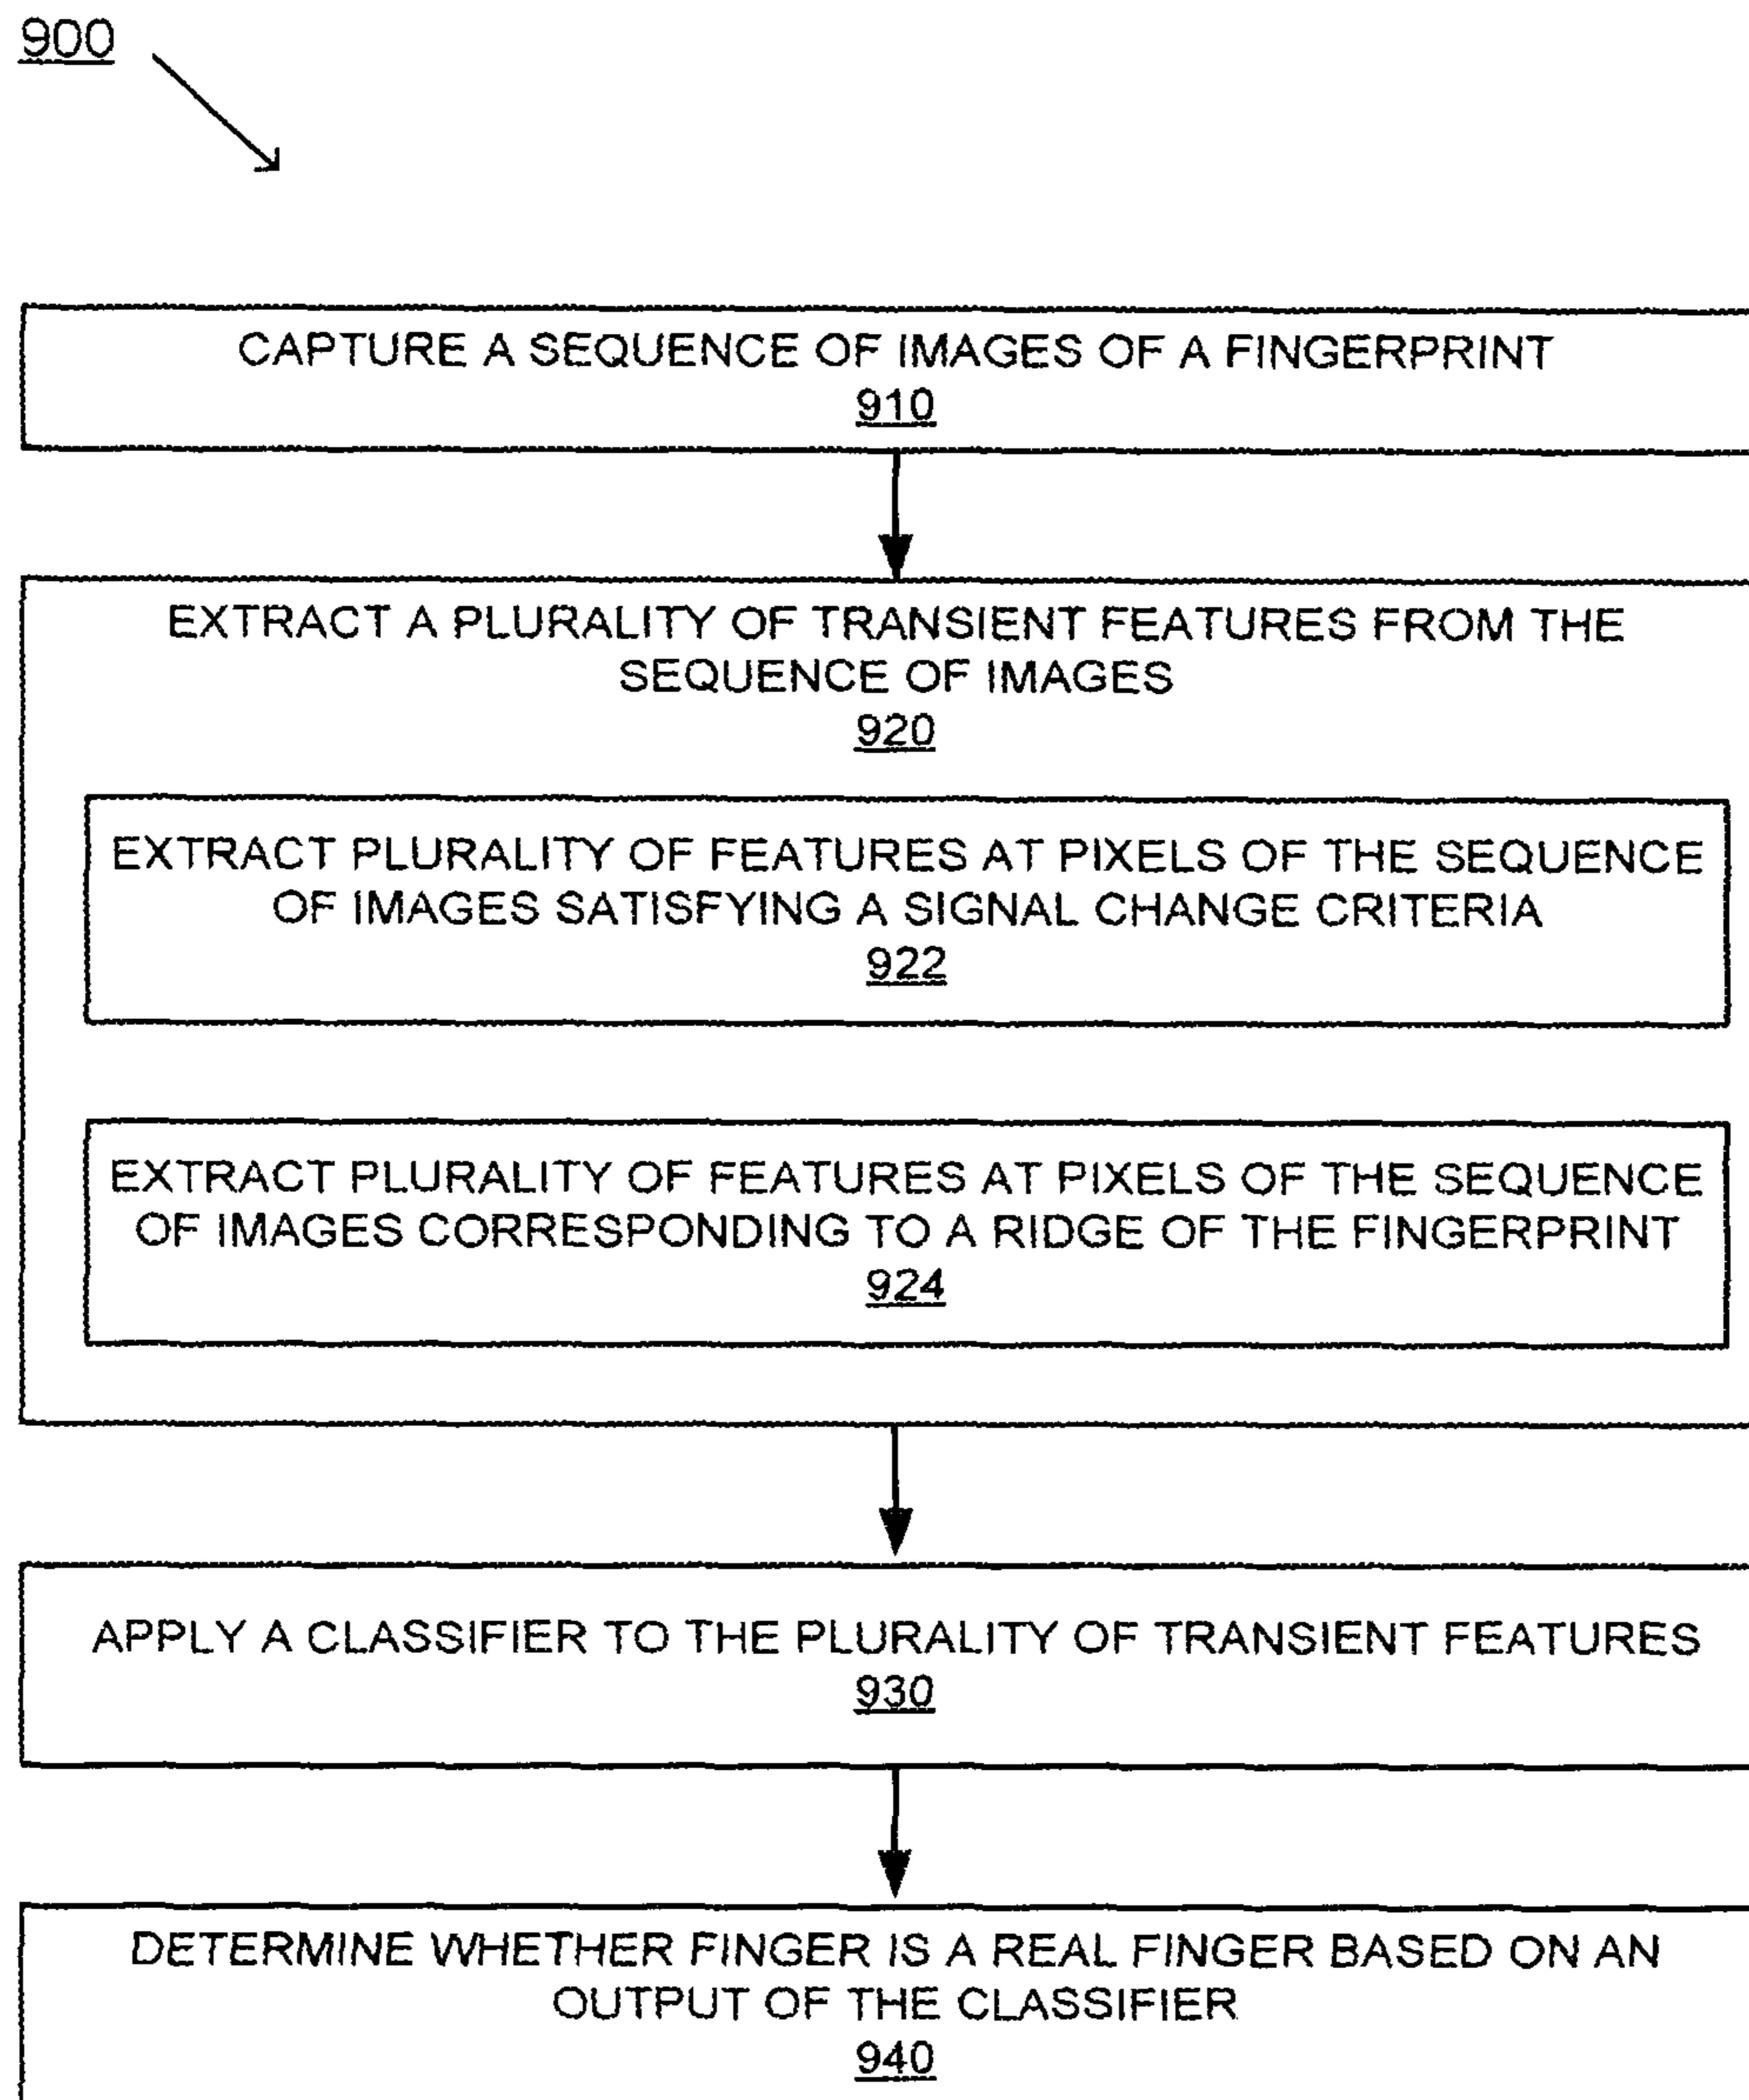 900
CAPTURE A SEQUENCE OF IMAGES OF A FINGERPRINT
910
EXTRACT A PLURALITY OF TRANSIENT FEATURES FROM THE
SEQUENCE OF IMAGES
920
EXTRACT PLURALITY OF FEATURES AT PIXELS OF THE SEQUENCE
OF IMAGES SATISFYING A SIGNAL CHANGE CRITERIA
922
EXTRACT PLURALITY OF FEATURES AT PIXELS OF THE SEQUENCE
OF IMAGES CORRESPONDING TO A RIDGE OF THE FINGERPRINT
924
APPLY A CLASSIFIER TO THE PLURALITY OF TRANSIENT FEATURES
930
DETERMINE WHETHER FINGER IS A REAL FINGER BASED ON AN
OUTPUT OF THE CLASSIFIER
940